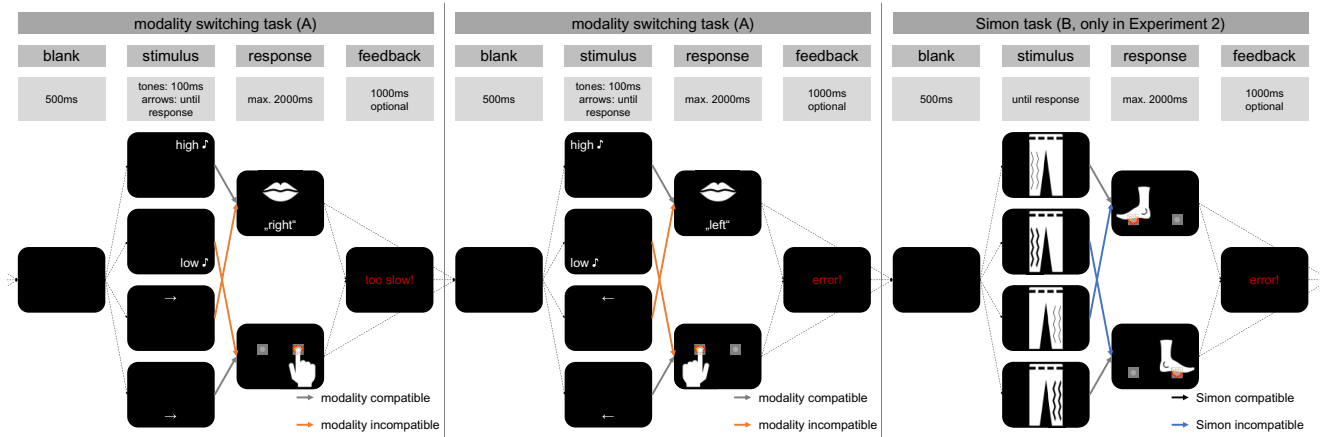 modality switching task (A)
blank
stimulus
response
feedback
500ms
tones: 100ms
arrows: until
response
max. 2000ms
1000ms
optional
high ♪
low ♪
→
→
„right“
too slow!
modality compatible
modality incompatible
modality switching task (A)
blank
stimulus
response
feedback
500ms
tones: 100ms
arrows: until
response
max. 2000ms
1000ms
optional
high ♪
low ♪
←
←
„left“
error!
modality compatible
modality incompatible
Simon task (B, only in Experiment 2)
blank
stimulus
response
feedback
500ms
until response
max. 2000ms
1000ms
optional
error!
Simon compatible
Simon incompatible